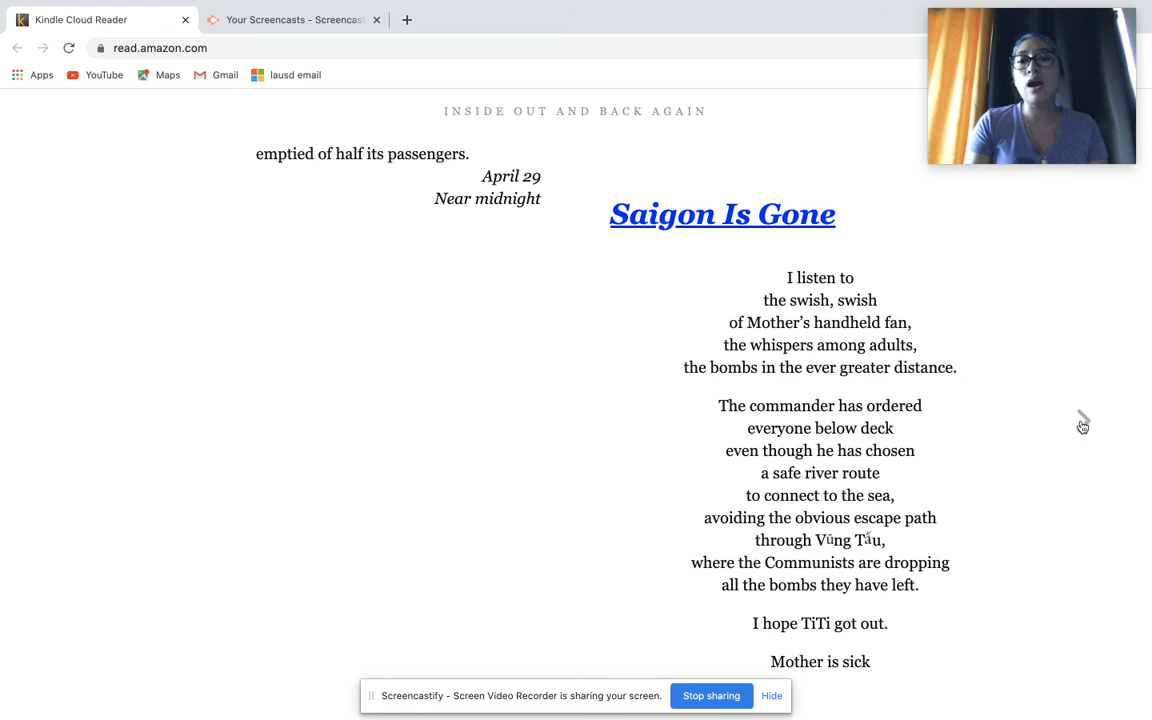 Kindle Cloud Reader
Your Screencasts - Screencast
read.amazon.com
Apps
YouTube
Maps
Gmail
lausd email
INSIDE OUT AND BACK AGAIN
emptied of half its passengers.
April 29
Near midnight
Saigon Is Gone
I listen to
the swish, swish
of Mother’s handheld fan,
the whispers among adults,
the bombs in the ever greater distance.
The commander has ordered
everyone below deck
even though he has chosen
a safe river route
to connect to the sea,
avoiding the obvious escape path
through Vũng Tấu,
where the Communists are dropping
all the bombs they have left.
I hope TiTi got out.
Mother is sick
Screencastify - Screen Video Recorder is sharing your screen.
Stop sharing
Hide